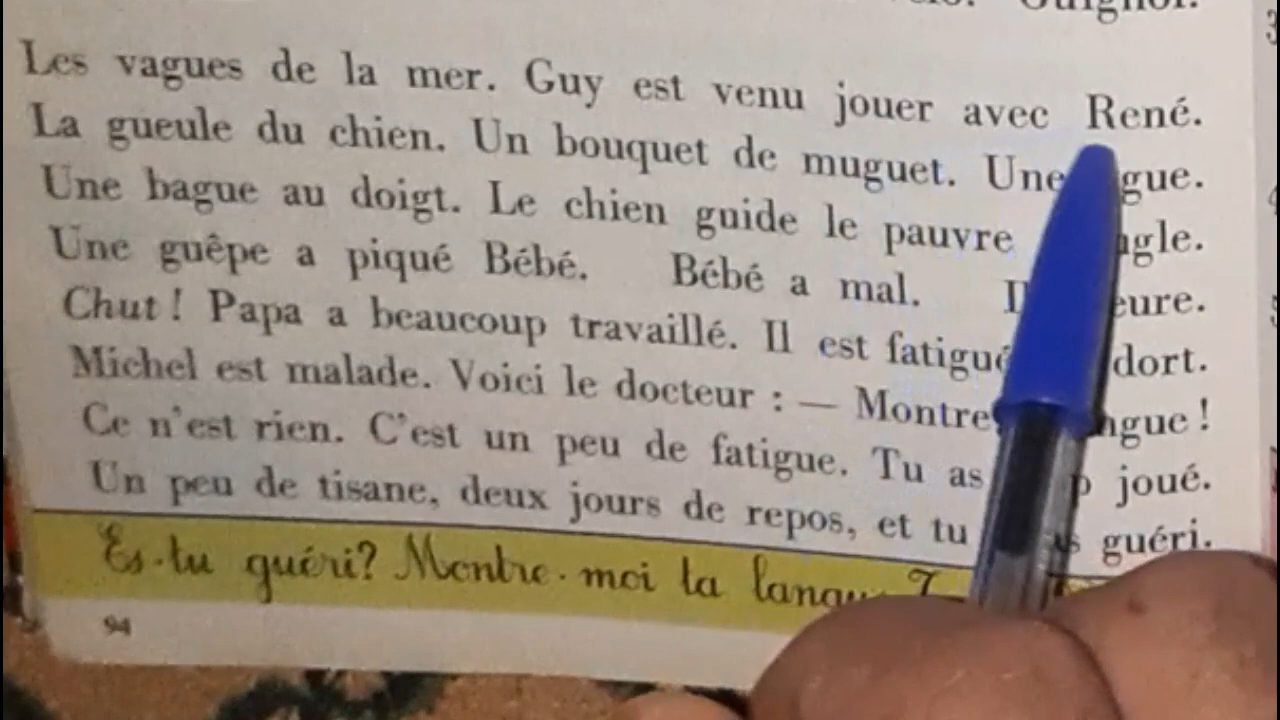 Les vagues de la mer. Guy est venu jouer avec René.
La gueule du chien. Un bouquet de muguet. Une
Une bague au doigt. Le chien guide le pauvre
Une guêpe a piqué Bébé. Bébé a mal.
Chut ! Papa a beaucoup travaillé. Il est fatigué dort.
Michel est malade. Voici le docteur : — Montre !
Ce n'est rien. C'est un peu de fatigue. Tu as joué.
Un peu de tisane, deux jours de repos, et tu guéri.
Es-tu guéri? Montre-moi ta
94